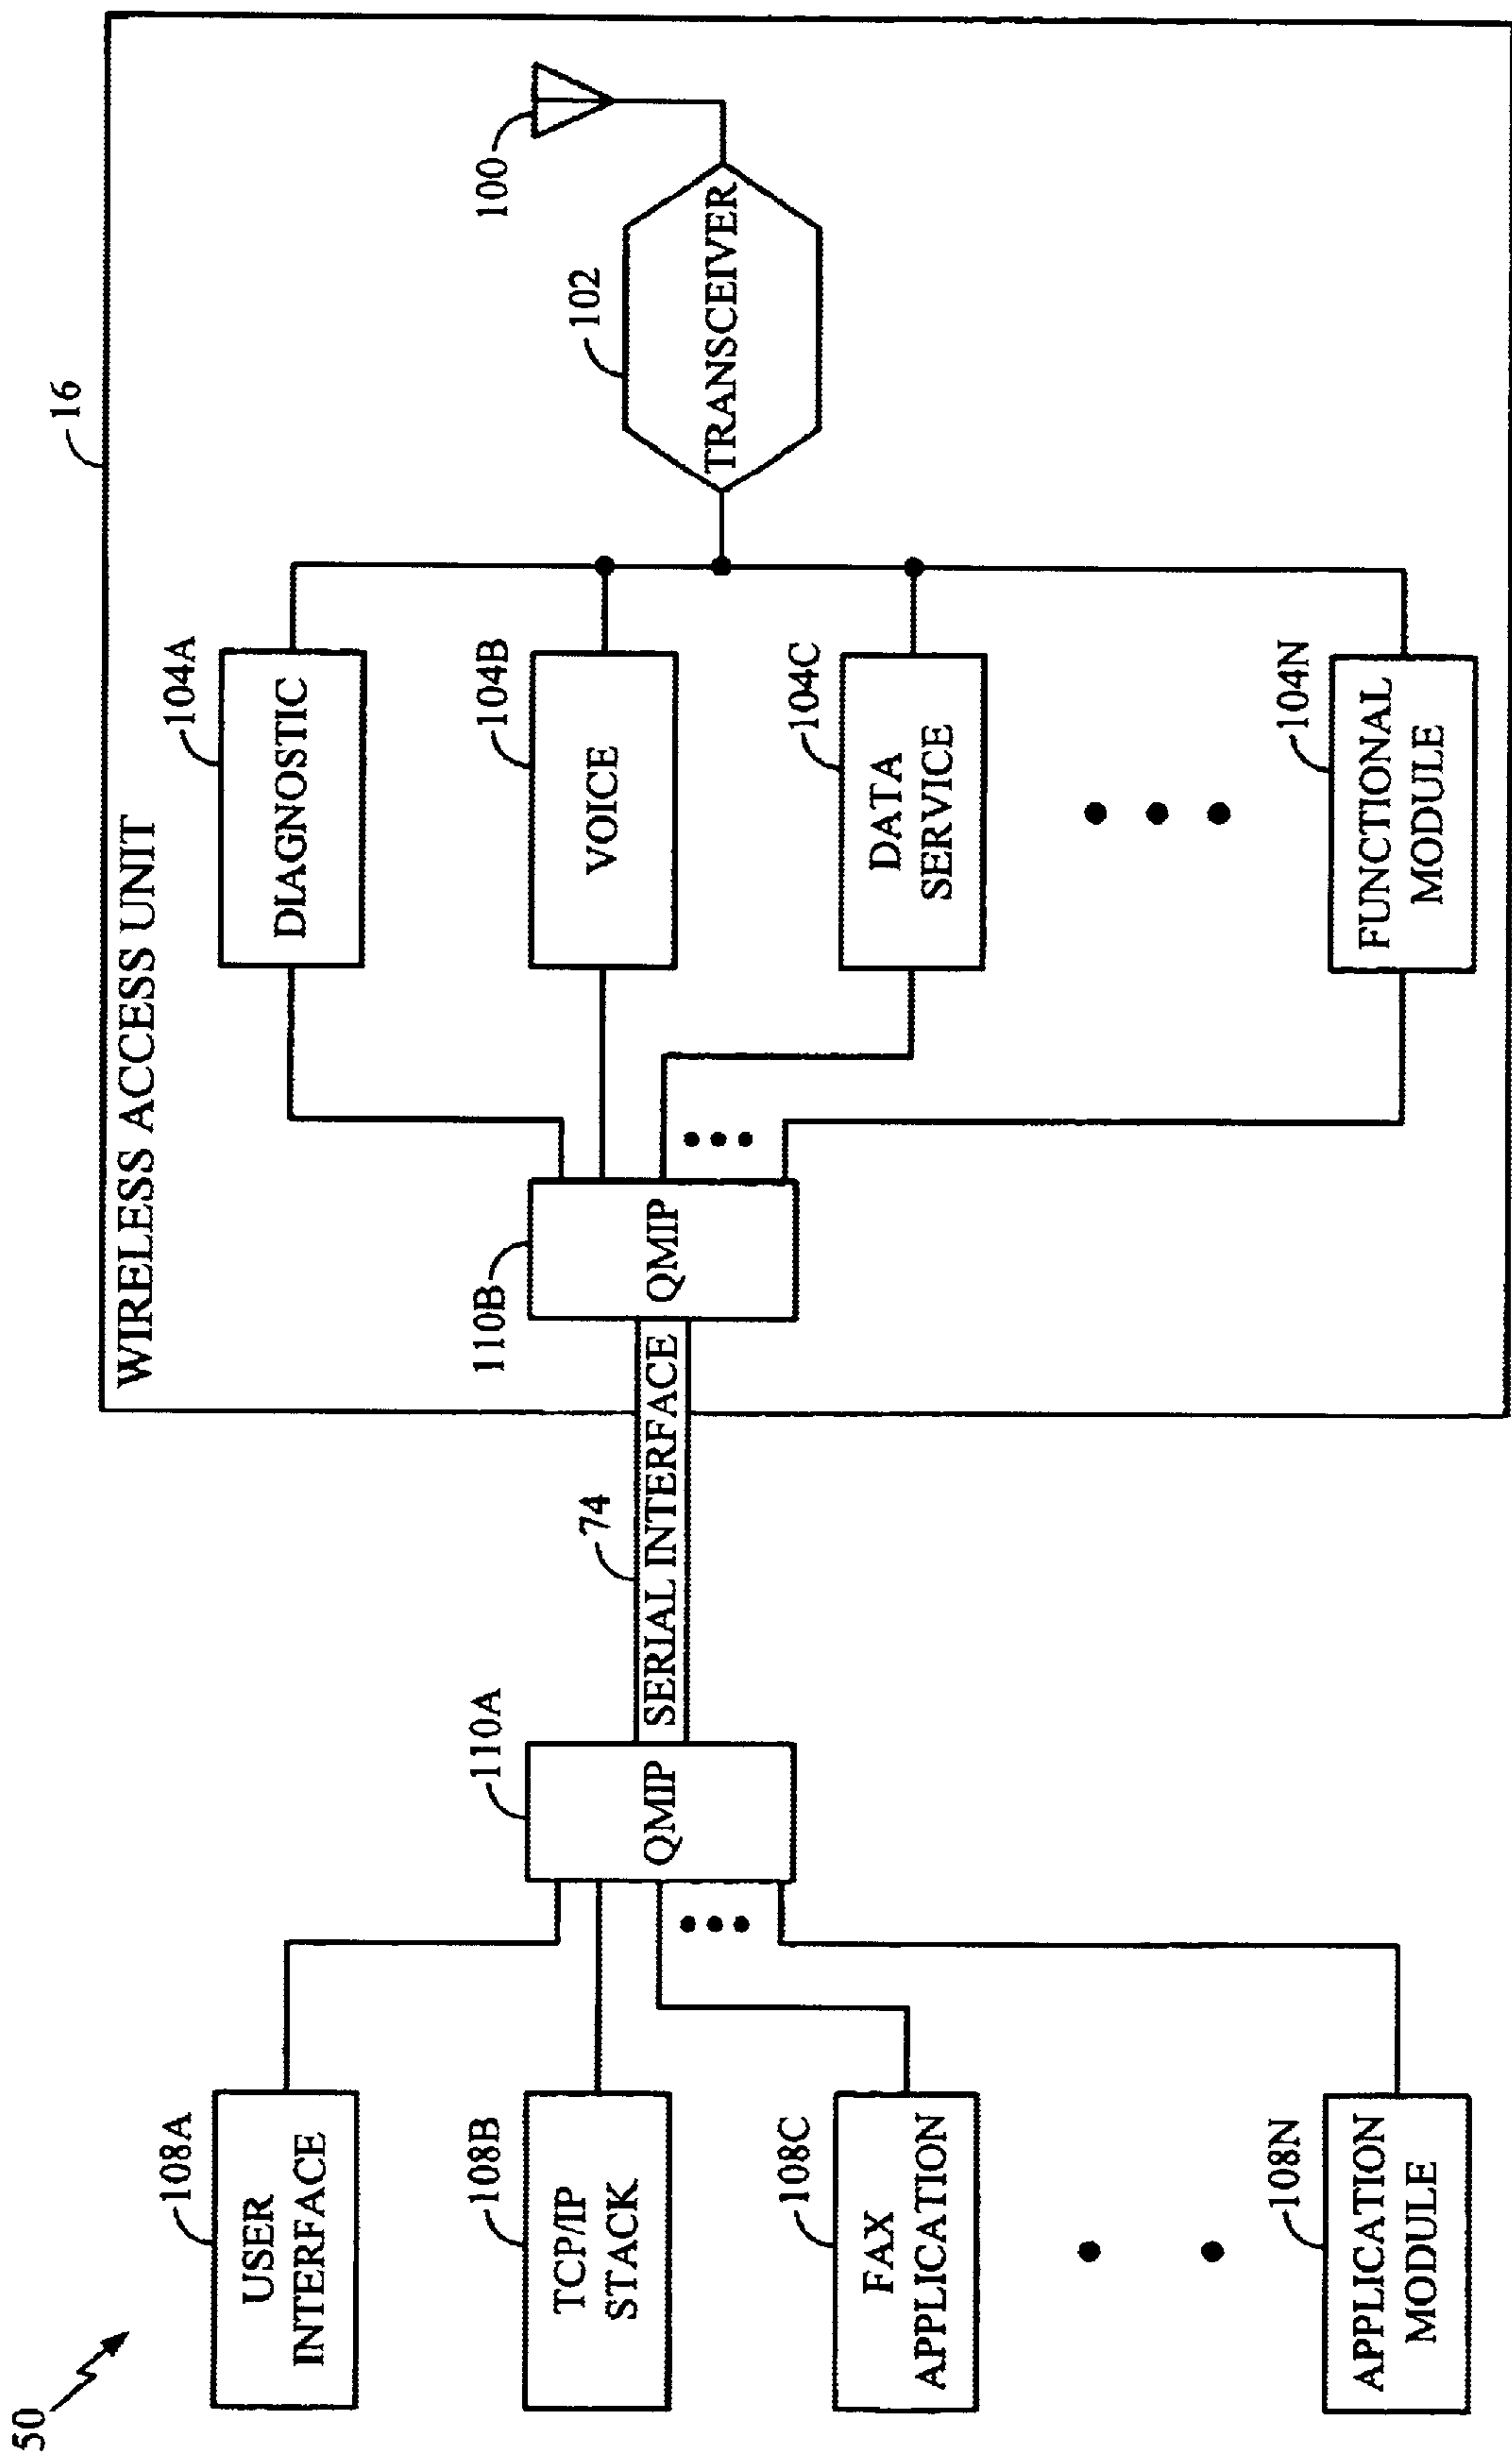 50
108A
USER
INTERFACE
108B
TCP/IP
STACK
108C
FAX
APPLICATION
108N
APPLICATION
MODULE
110A
QMIP
74
SERIAL INTERFACE
16
WIRELESS ACCESS UNIT
110B
QMIP
104A
DIAGNOSTIC
104B
VOICE
104C
DATA
SERVICE
104N
FUNCTIONAL
MODULE
102
TRANSCEIVER
100